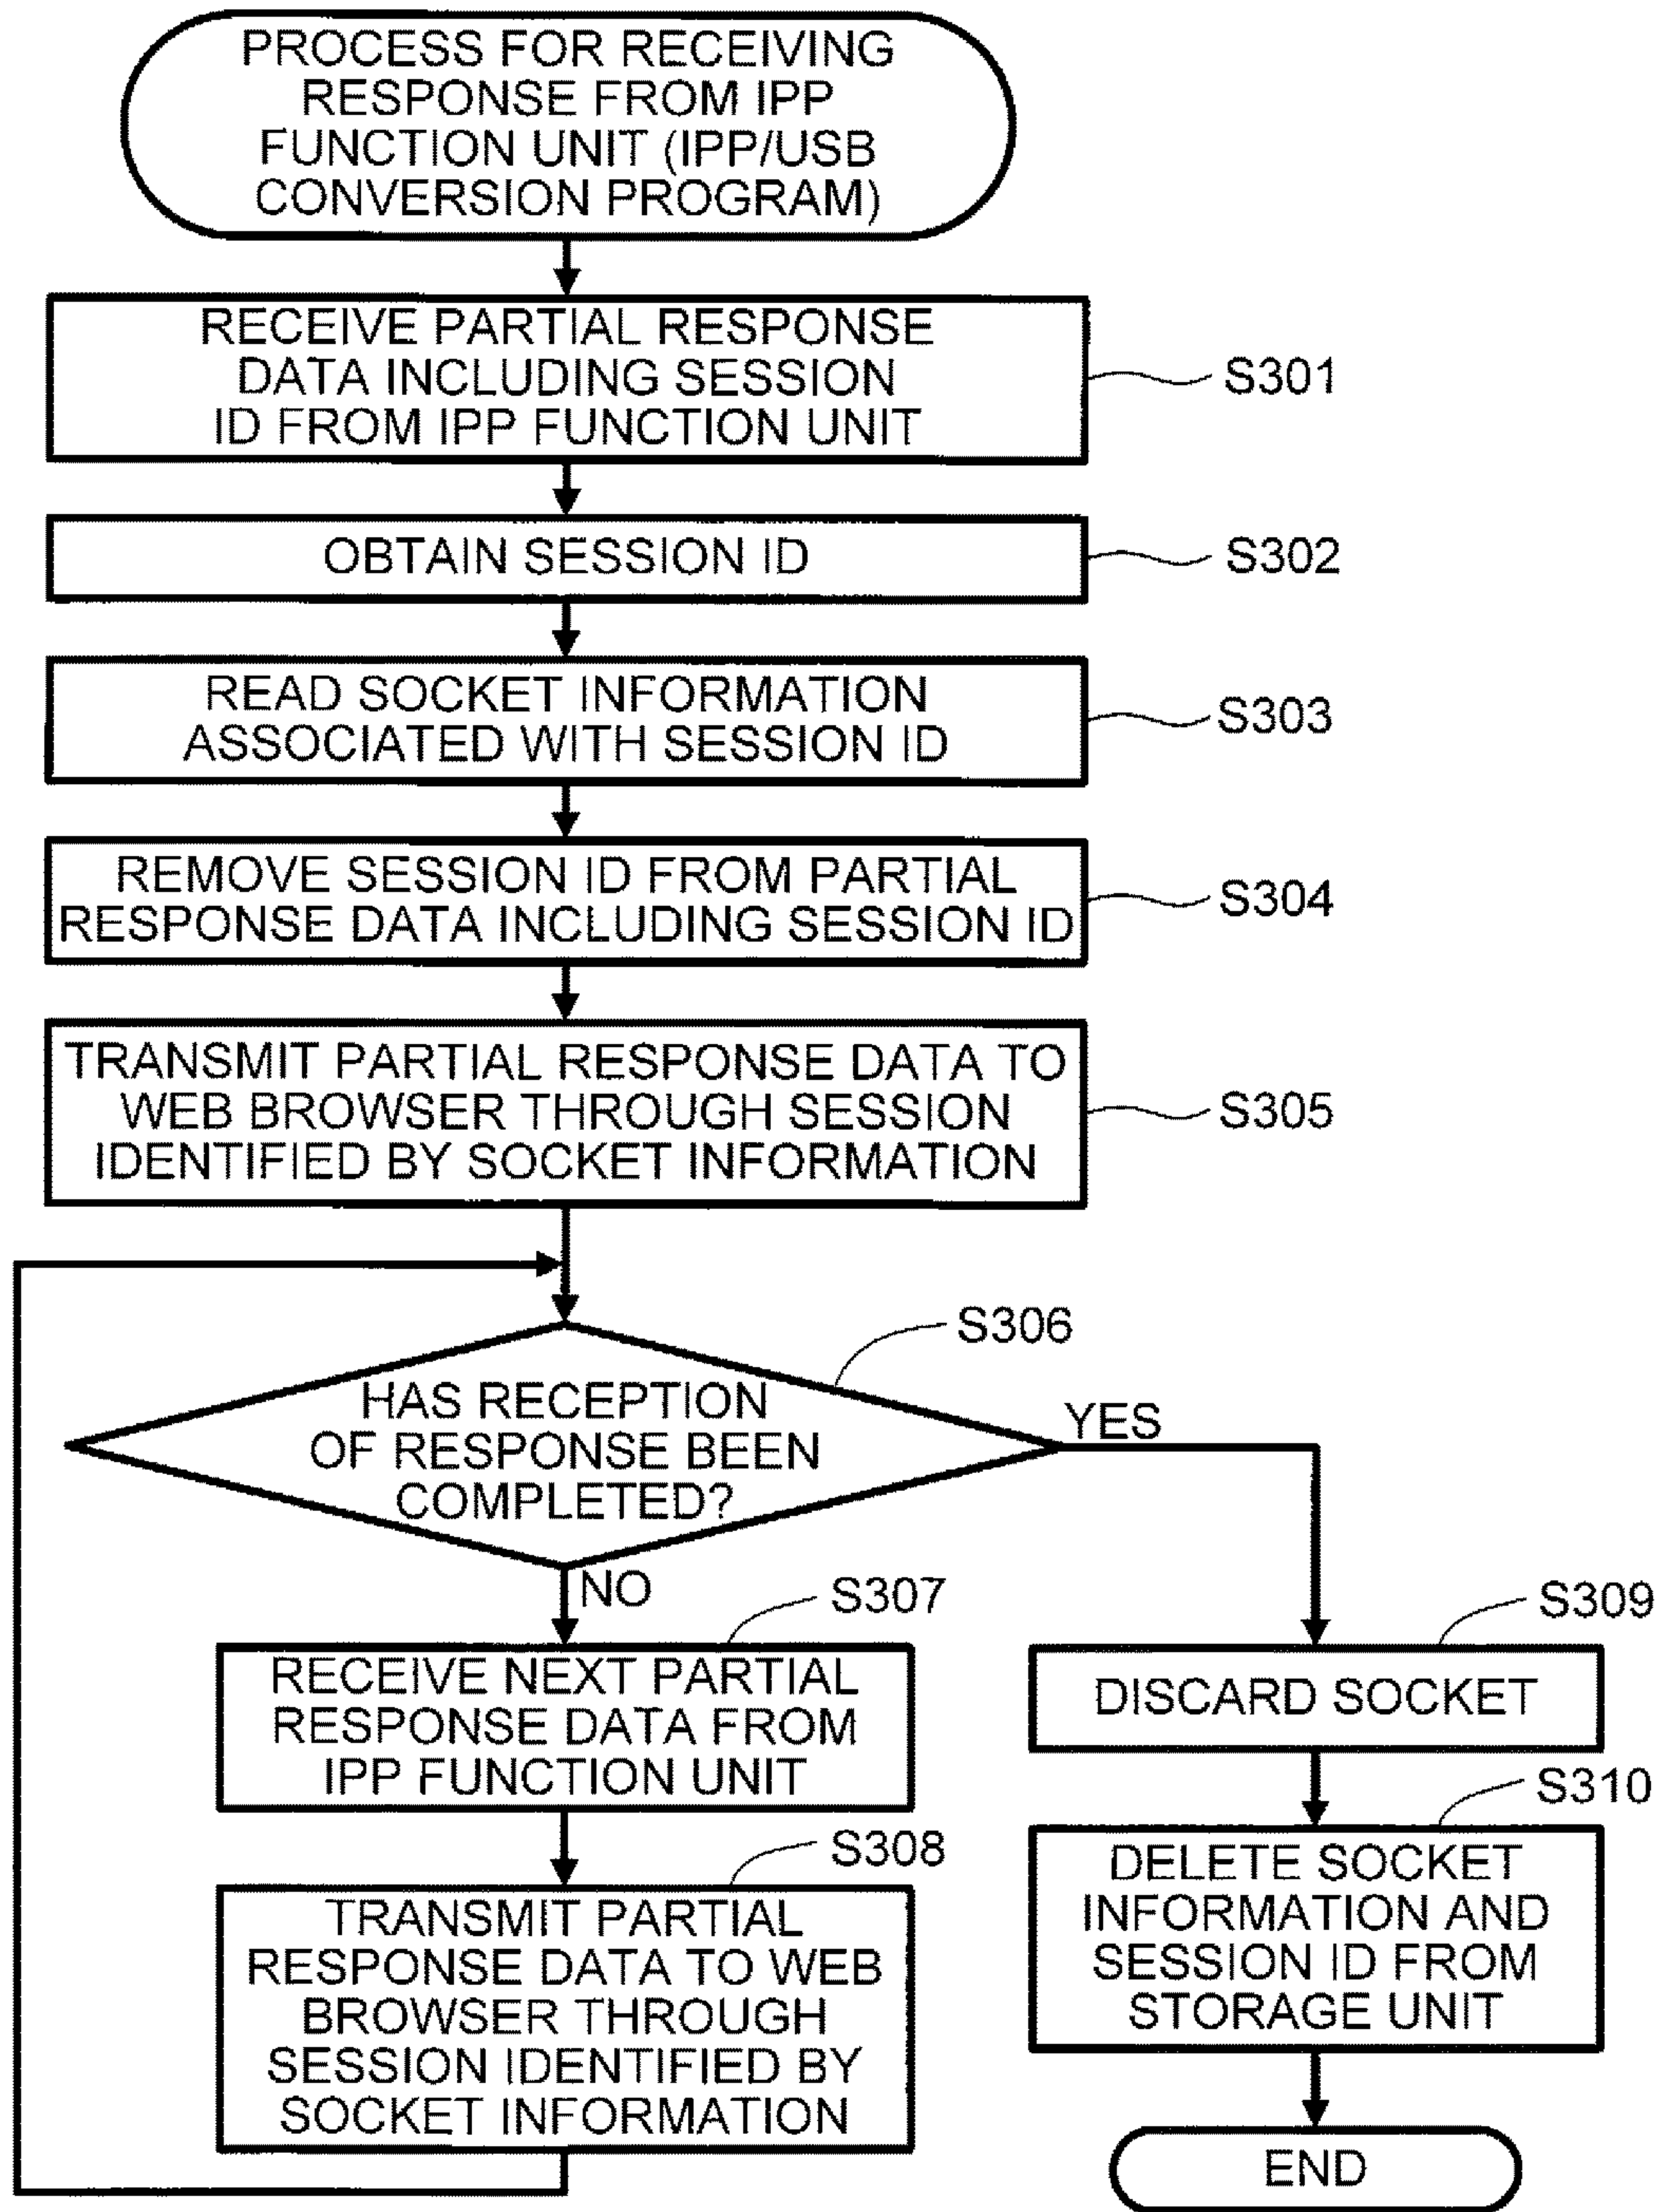 PROCESS FOR RECEIVING
RESPONSE FROM IPP
FUNCTION UNIT (IPP/USB
CONVERSION PROGRAM)
RECEIVE PARTIAL RESPONSE
DATA INCLUDING SESSION
ID FROM IPP FUNCTION UNIT
S301
OBTAIN SESSION ID
S302
READ SOCKET INFORMATION
ASSOCIATED WITH SESSION ID
S303
REMOVE SESSION ID FROM PARTIAL
RESPONSE DATA INCLUDING SESSION ID
S304
TRANSMIT PARTIAL RESPONSE DATA TO
WEB BROWSER THROUGH SESSION
IDENTIFIED BY SOCKET INFORMATION
S305
S306
HAS RECEPTION
OF RESPONSE BEEN
COMPLETED?
YES
NO
S307
RECEIVE NEXT PARTIAL
RESPONSE DATA FROM
IPP FUNCTION UNIT
S308
TRANSMIT PARTIAL
RESPONSE DATA TO WEB
BROWSER THROUGH
SESSION IDENTIFIED BY
SOCKET INFORMATION
S309
DISCARD SOCKET
S310
DELETE SOCKET
INFORMATION AND
SESSION ID FROM
STORAGE UNIT
END